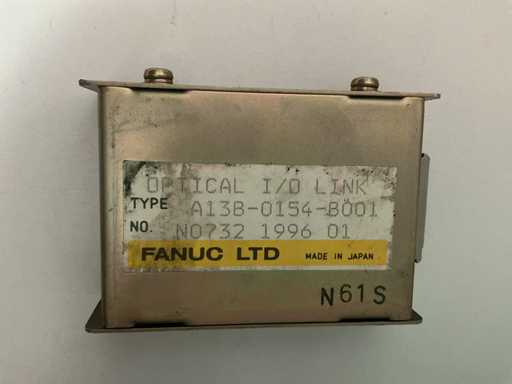 OPTICAL I/O LINK
TYPE A13B-0154-B001
NO. N0732 1996 01
FANUC LTD MADE IN JAPAN
N61S